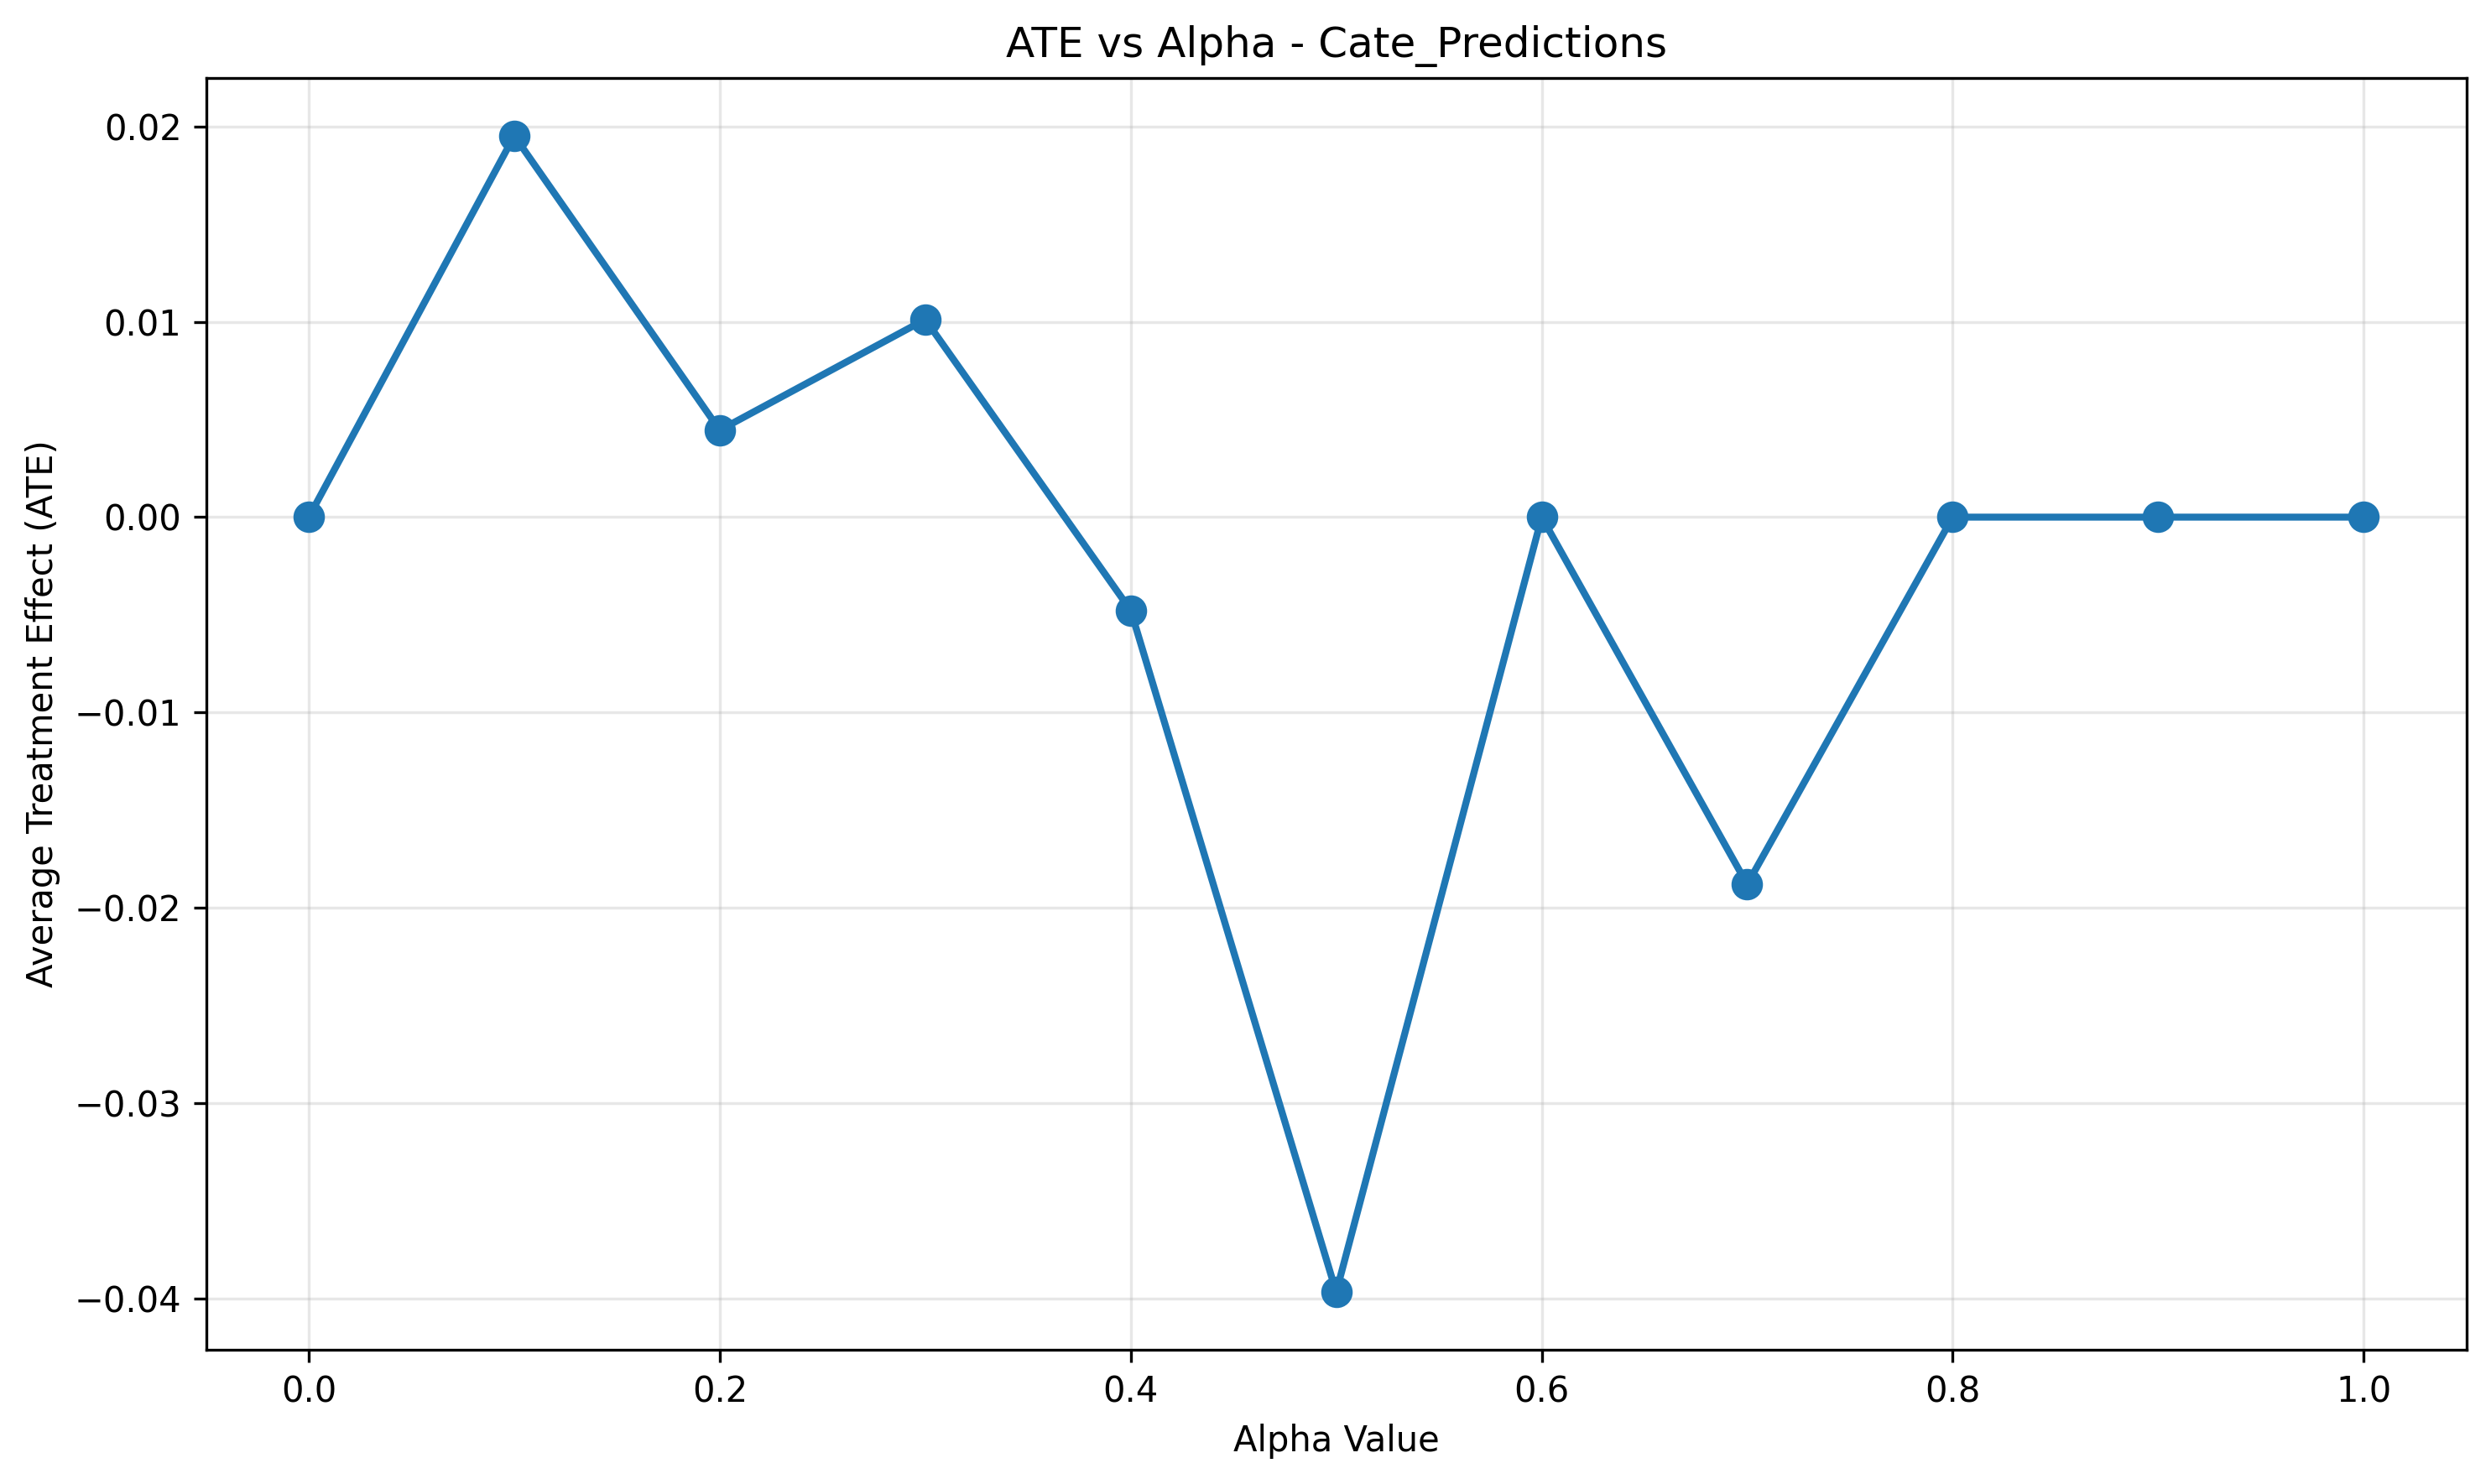 ATE vs Alpha - Cate_Predictions
Average Treatment Effect (ATE)
0.02
0.01
0.00
−0.01
−0.02
−0.03
−0.04
0.0 0.2 0.4 0.6 0.8 1.0
Alpha Value